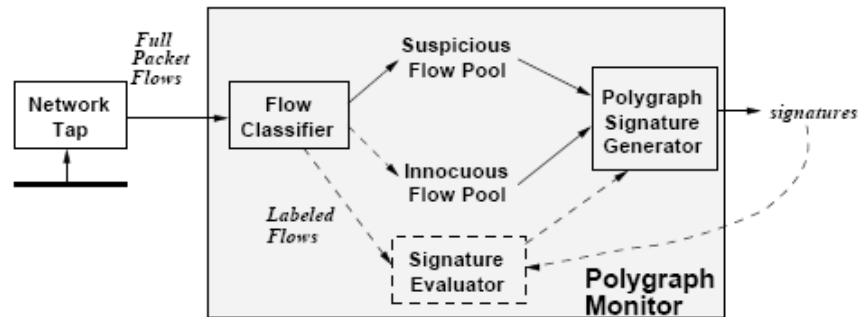 Full
Packet
Flows
Network
Tap
Flow
Classifier
Suspicious
Flow Pool
Innocuous
Flow Pool
Labeled
Flows
Signature
Evaluator
Polygraph
Signature
Generator
signatures
Polygraph
Monitor